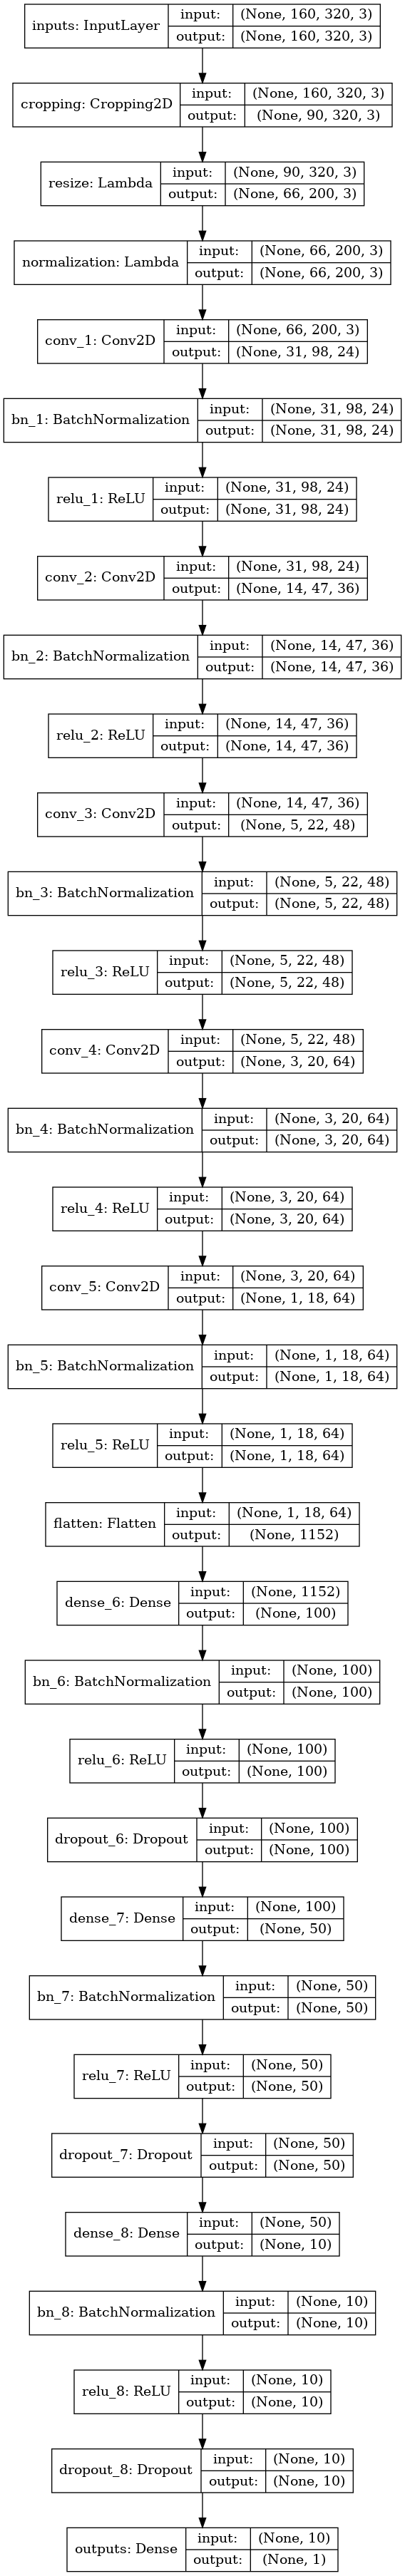 inputs: InputLayer
input: (None, 160, 320, 3)
output: (None, 160, 320, 3)
cropping: Cropping2D
input: (None, 160, 320, 3)
output: (None, 90, 320, 3)
resize: Lambda
input: (None, 90, 320, 3)
output: (None, 66, 200, 3)
normalization: Lambda
input: (None, 66, 200, 3)
output: (None, 66, 200, 3)
conv_1: Conv2D
input: (None, 66, 200, 3)
output: (None, 31, 98, 24)
bn_1: BatchNormalization
input: (None, 31, 98, 24)
output: (None, 31, 98, 24)
relu_1: ReLU
input: (None, 31, 98, 24)
output: (None, 31, 98, 24)
conv_2: Conv2D
input: (None, 31, 98, 24)
output: (None, 14, 47, 36)
bn_2: BatchNormalization
input: (None, 14, 47, 36)
output: (None, 14, 47, 36)
relu_2: ReLU
input: (None, 14, 47, 36)
output: (None, 14, 47, 36)
conv_3: Conv2D
input: (None, 14, 47, 36)
output: (None, 5, 22, 48)
bn_3: BatchNormalization
input: (None, 5, 22, 48)
output: (None, 5, 22, 48)
relu_3: ReLU
input: (None, 5, 22, 48)
output: (None, 5, 22, 48)
conv_4: Conv2D
input: (None, 5, 22, 48)
output: (None, 3, 20, 64)
bn_4: BatchNormalization
input: (None, 3, 20, 64)
output: (None, 3, 20, 64)
relu_4: ReLU
input: (None, 3, 20, 64)
output: (None, 3, 20, 64)
conv_5: Conv2D
input: (None, 3, 20, 64)
output: (None, 1, 18, 64)
bn_5: BatchNormalization
input: (None, 1, 18, 64)
output: (None, 1, 18, 64)
relu_5: ReLU
input: (None, 1, 18, 64)
output: (None, 1, 18, 64)
flatten: Flatten
input: (None, 1, 18, 64)
output: (None, 1152)
dense_6: Dense
input: (None, 1152)
output: (None, 100)
bn_6: BatchNormalization
input: (None, 100)
output: (None, 100)
relu_6: ReLU
input: (None, 100)
output: (None, 100)
dropout_6: Dropout
input: (None, 100)
output: (None, 100)
dense_7: Dense
input: (None, 100)
output: (None, 50)
bn_7: BatchNormalization
input: (None, 50)
output: (None, 50)
relu_7: ReLU
input: (None, 50)
output: (None, 50)
dropout_7: Dropout
input: (None, 50)
output: (None, 50)
dense_8: Dense
input: (None, 50)
output: (None, 10)
bn_8: BatchNormalization
input: (None, 10)
output: (None, 10)
relu_8: ReLU
input: (None, 10)
output: (None, 10)
dropout_8: Dropout
input: (None, 10)
output: (None, 10)
outputs: Dense
input: (None, 10)
output: (None, 1)